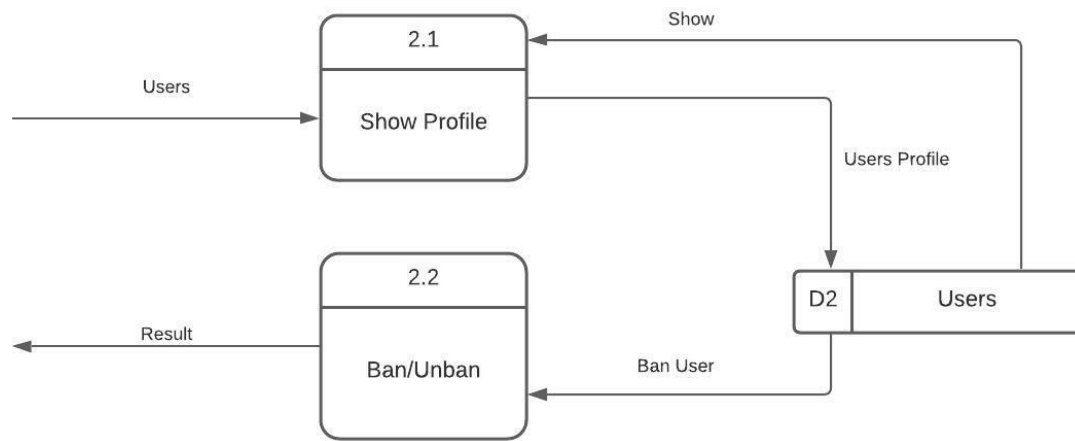 Show
2.1
Users
Show Profile
Users Profile
2.2
D2
Users
Result
Ban/Unban
Ban User